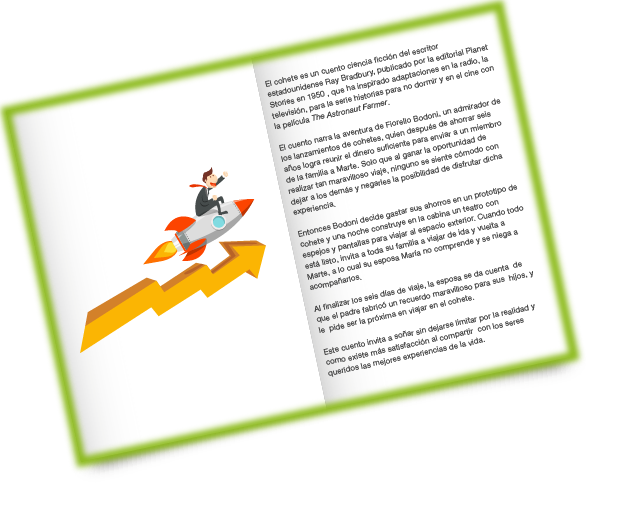 El cohete es un cuento ciencia ficción del escritor
estadounidense Ray Bradbury, publicado por la editorial Planet
Stories en 1950 , que ha inspirado adaptaciones en la radio, la
televisión, para la serie historias para no dormir y en el cine con
la película The Astronaut Farmer.
El cuento narra la aventura de Fiorello Bodoni, un admirador de
los lanzamientos de cohetes, quien después de ahorrar seis
años logra reunir el dinero suficiente para enviar a un miembro
de la familia a Marte. Solo que al ganar la oportunidad de
realizar tan maravilloso viaje, ninguno se siente cómodo con
dejar a los demás y negarles la posibilidad de disfrutar dicha
experiencia.
Entonces Bodoni decide gastar sus ahorros en un prototipo de
cohete y una noche construye en la cabina un teatro con
espejos y pantallas para viajar al espacio exterior. Cuando todo
está listo, invita a toda su familia a viajar de ida y vuelta a
Marte, a lo cual su esposa María no comprende y se niega a
acompañarlos.
Al finalizar los seis días de viaje, la esposa se da cuenta de
que el padre fabricó un recuerdo maravilloso para sus hijos, y
le pide ser la próxima en viajar en el cohete.
Este cuento invita a soñar sin dejarse limitar por la realidad y
como existe más satisfacción al compartir con los seres
queridos las mejores experiencias de la vida.